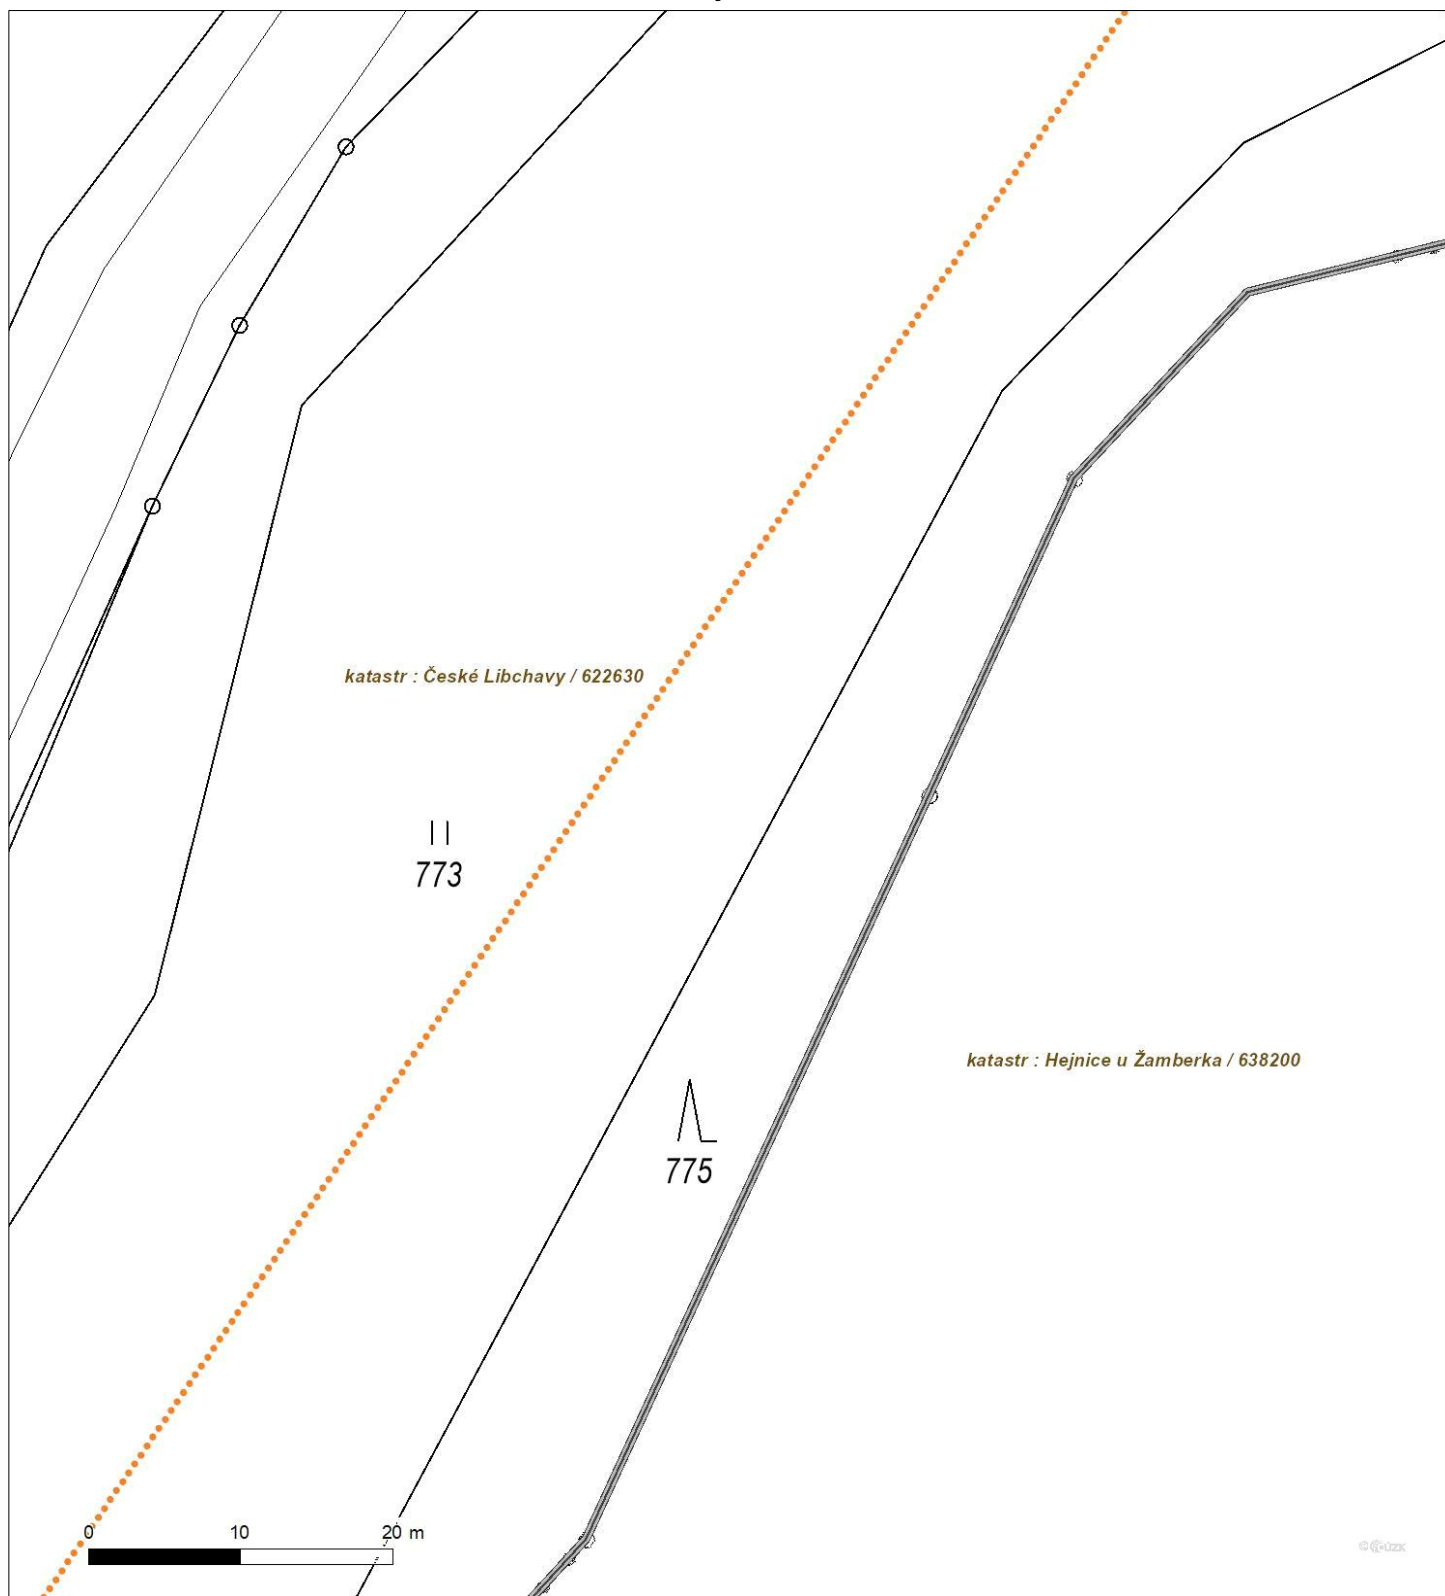 katastr : České Libchavy / 622630
773
katastr : Hejnice u Žamberka / 638200
775
0 10 20 m